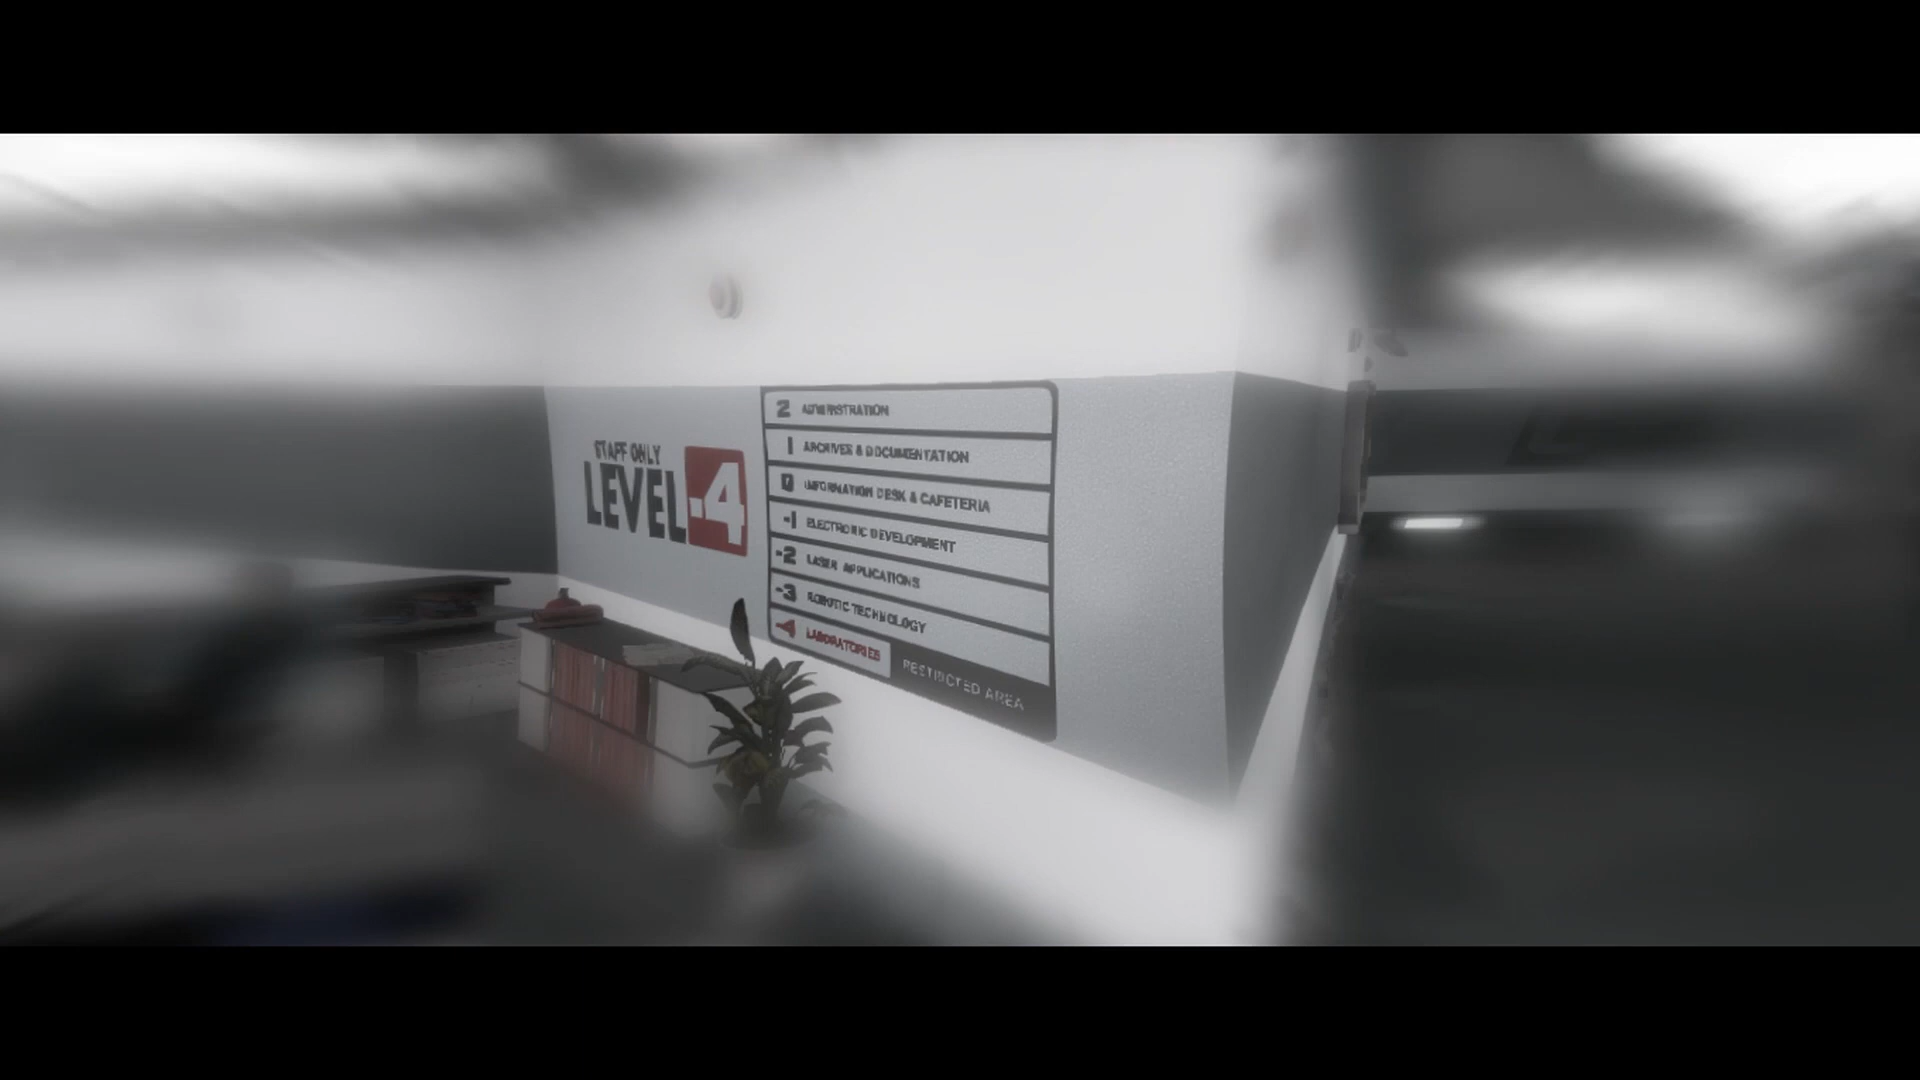 STAFF ONLY
LEVEL -4
2 ADMINISTRATION
1 ARCHIVES & DOCUMENTATION
0 INFORMATION DESK & CAFETERIA
-1 ELECTRONIC DEVELOPMENT
-2 LASER APPLICATIONS
-3 ROBOTIC TECHNOLOGY
-4 LABORATORIES
RESTRICTED AREA